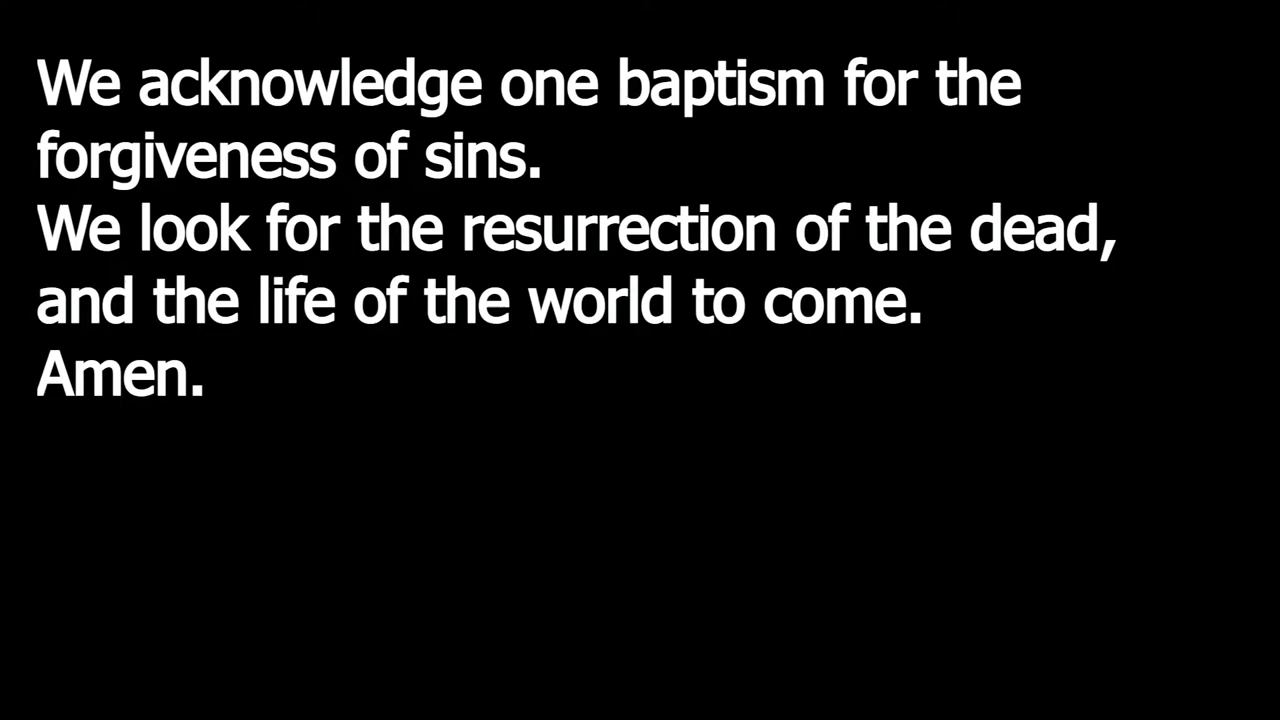 We acknowledge one baptism for the
forgiveness of sins.
We look for the resurrection of the dead,
and the life of the world to come.
Amen.